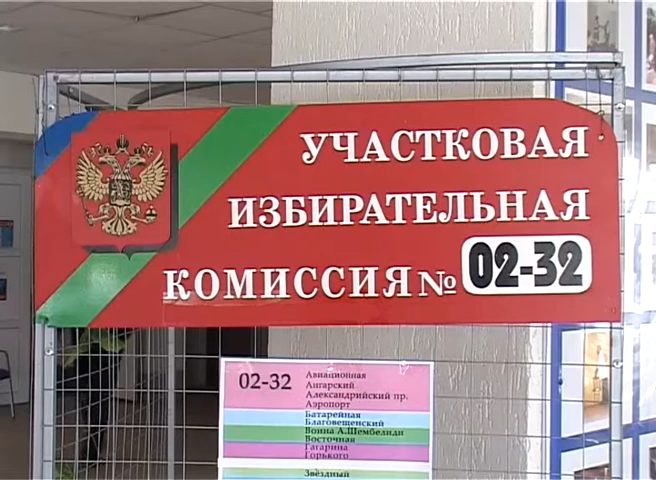 УЧАСТКОВАЯ
ИЗБИРАТЕЛЬНАЯ
КОМИССИЯ № 02-32
02-32
Авиационная
Ангарский
Александрийский пр.
Аэропорт
Батарейная
Благовещенский
Воина А.Шембелиди
Восточная
Гагарина
Горького
Звёздный